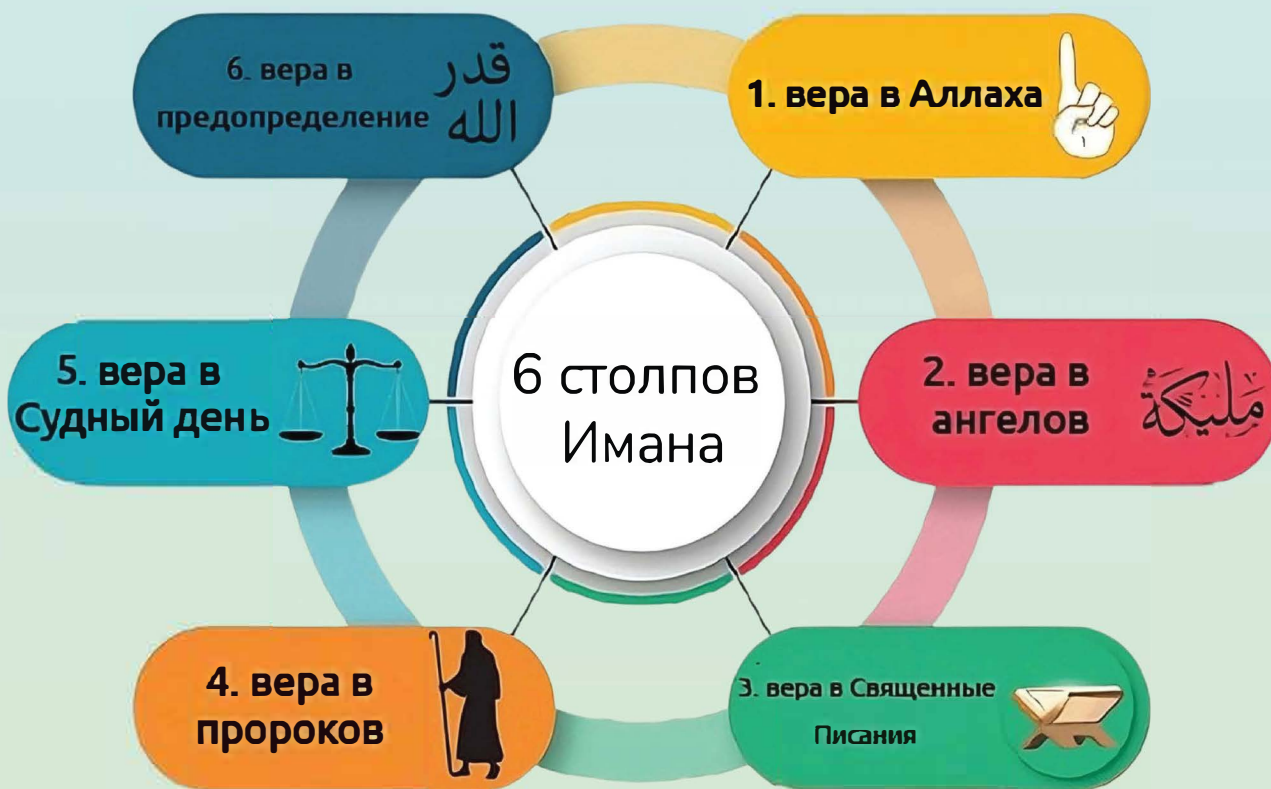 6 столпов
Имана
1. вера в Аллаха
2. вера в
ангелов
مليكة
3. вера в Священные
Писания
4. вера в
пророков
5. вера в
Судный день
6. вера в
предопределение
قدر
الله